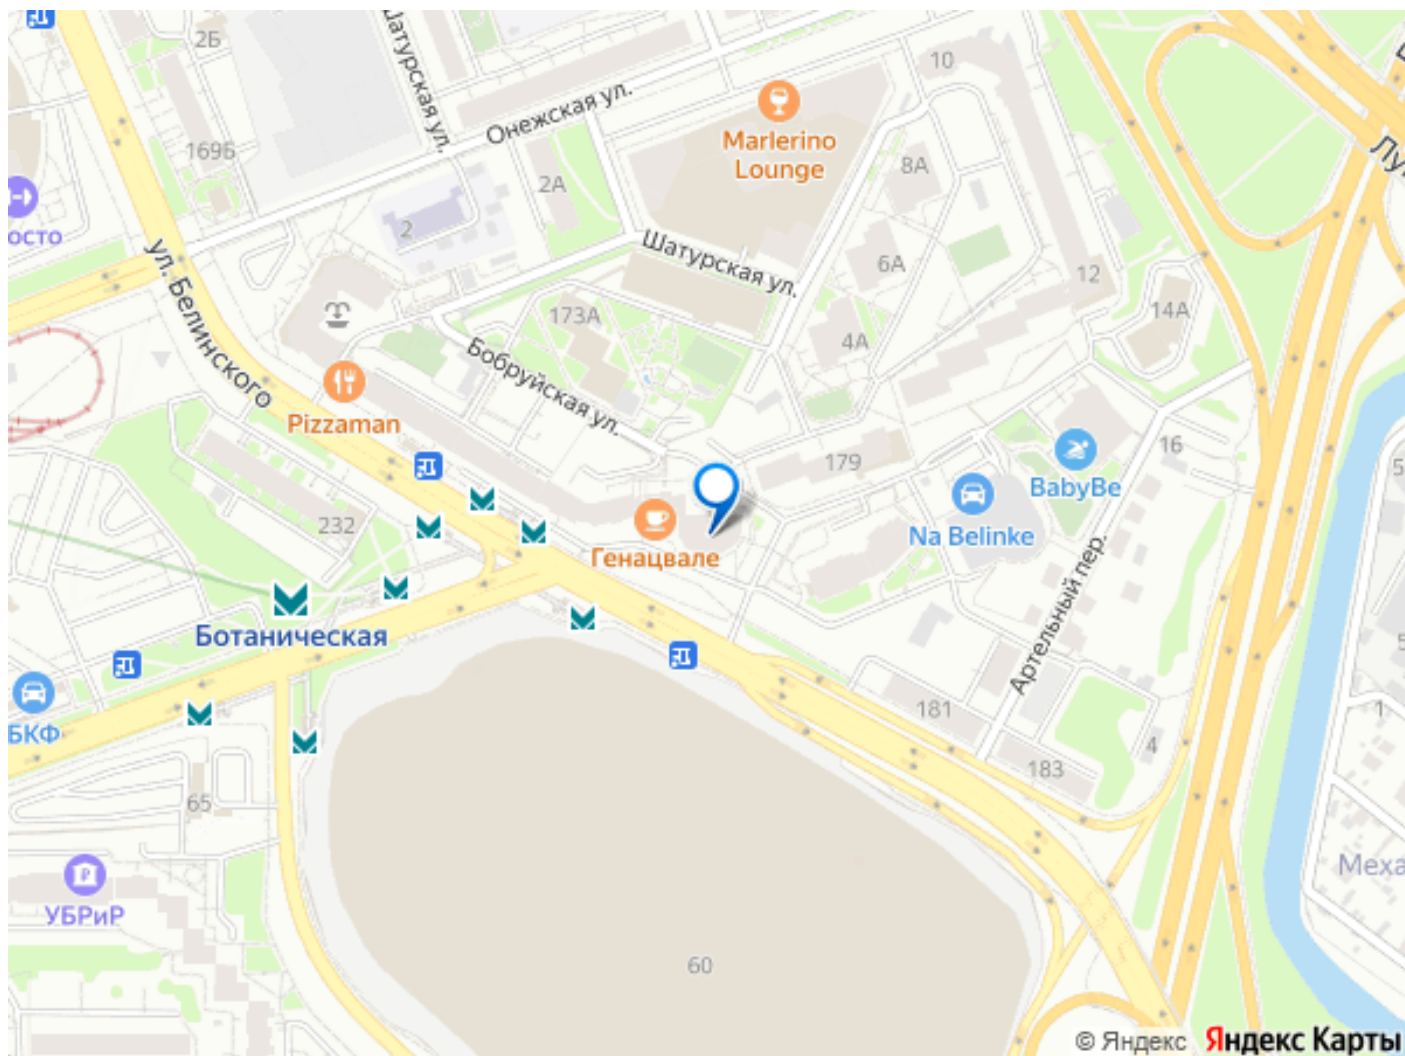 2Б
Шатурская ул.
10
Онежская ул.
Marlerino
Lounge
169Б
2А
8А
осто
2
Шатурская ул.
6А
12
ул. Белинского
173А
14А
4А
Бобруйская ул.
Pizzaman
179
16
BabyBe
232
Na Belinke
Генацвале
Артельный пер.
Ботаническая
БКФ
181
1
4
183
65
Меха
УБРиР
60
© Яндекс Яндекс Карты